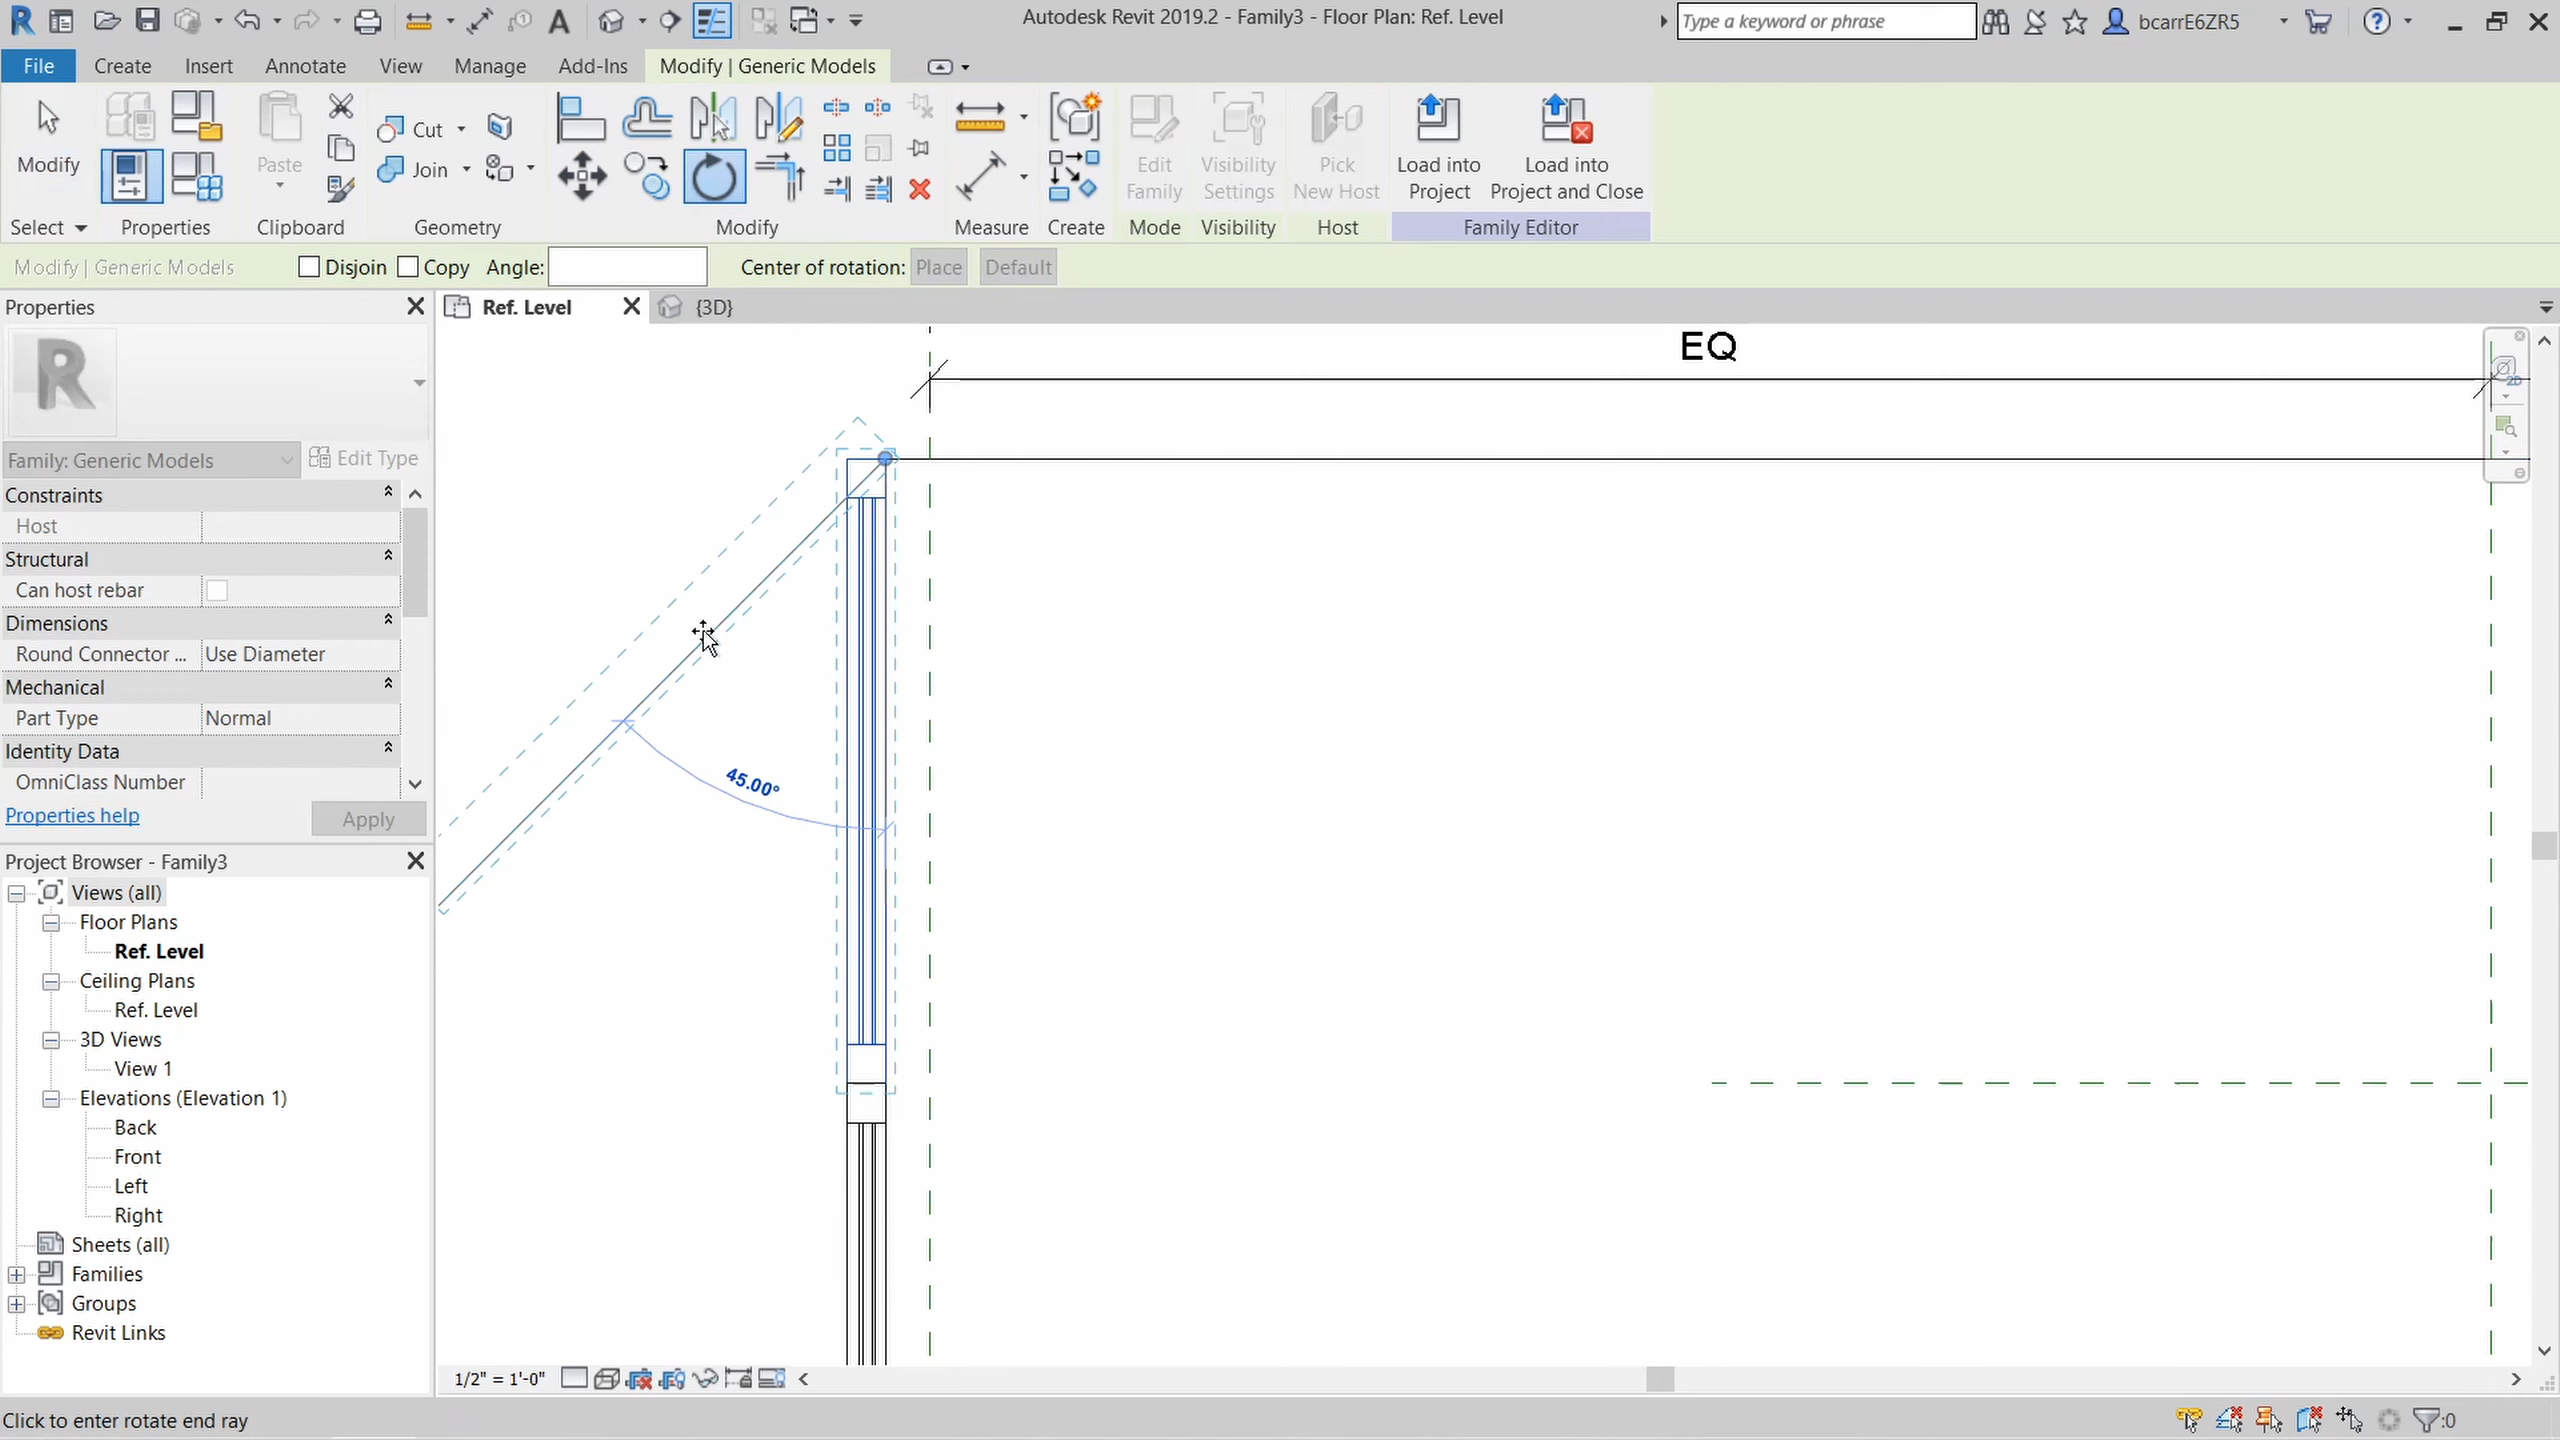 Autodesk Revit 2019.2 - Family3 - Floor Plan: Ref. Level
Type a keyword or phrase
bcarrE6ZR5
File
Create
Insert
Annotate
View
Manage
Add-Ins
Modify | Generic Models
Modify
Paste
Cut
Join
Edit
Family
Visibility
Settings
Pick
New Host
Load into
Project
Load into
Project and Close
Select
Properties
Clipboard
Geometry
Modify
Measure
Create
Mode
Visibility
Host
Family Editor
Modify | Generic Models
Disjoin
Copy
Angle:
Center of rotation:
Place
Default
Properties
Ref. Level
{3D}
EQ
R
2D
Family: Generic Models
Edit Type
Constraints
Host
Structural
Can host rebar
Dimensions
Round Connector ...
Use Diameter
Mechanical
Part Type
Normal
Identity Data
OmniClass Number
Properties help
Apply
45.00°
Project Browser - Family3
Views (all)
Floor Plans
Ref. Level
Ceiling Plans
Ref. Level
3D Views
View 1
Elevations (Elevation 1)
Back
Front
Left
Right
Sheets (all)
Families
Groups
Revit Links
1/2" = 1'-0"
Click to enter rotate end ray
:0